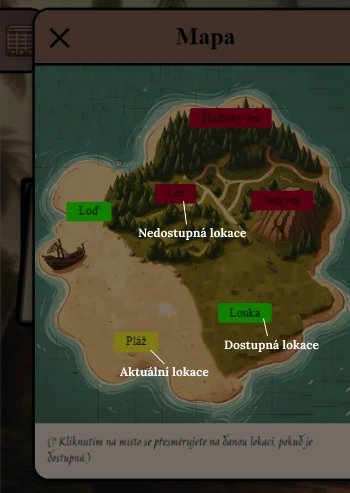 Mapa
Hluboký les
Les
Jeskyně
Loď
Nedostupná lokace
Louka
Pláž
Dostupná lokace
Aktuální lokace
(? Kliknutím na místo se přesměrujete na danou lokaci, pokud je
dostupná.)